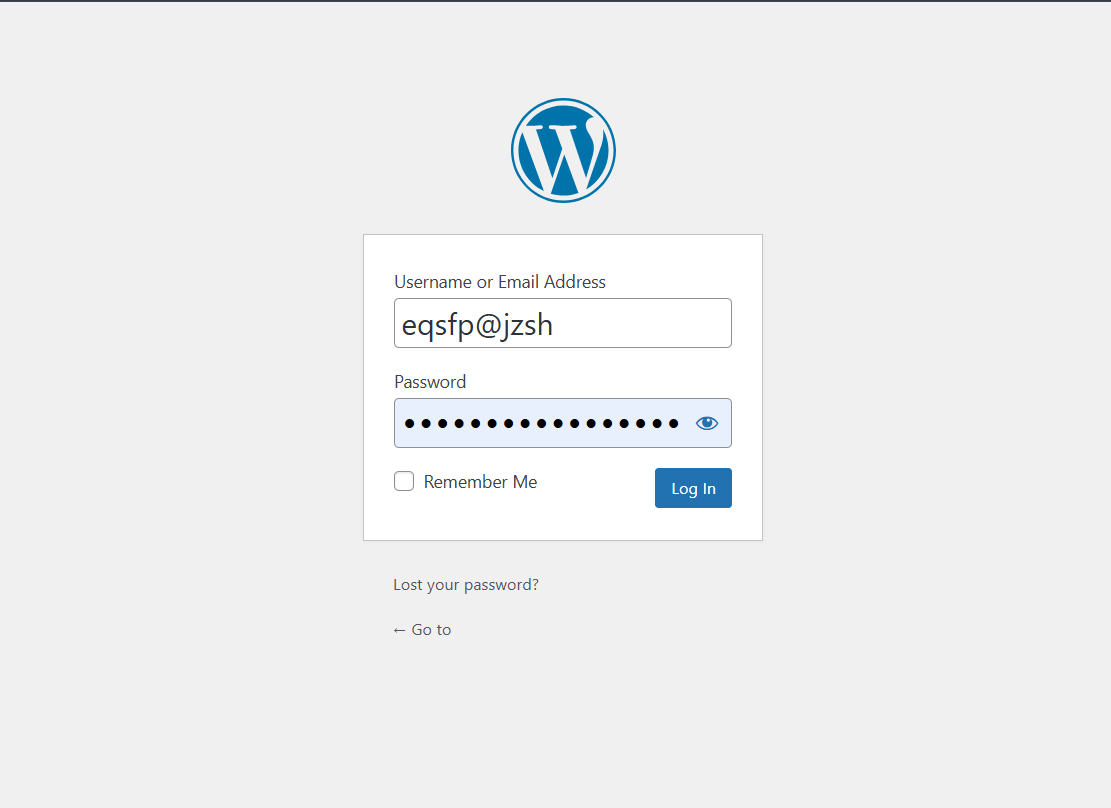 Username or Email Address
eqsfp@jzsh
Password
•••••••••••••••••
Remember Me
Log In
Lost your password?
← Go to